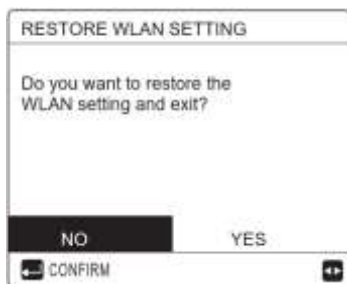 RESTORE WLAN SETTING
Do you want to restore the
WLAN setting and exit?
NO YES
CONFIRM